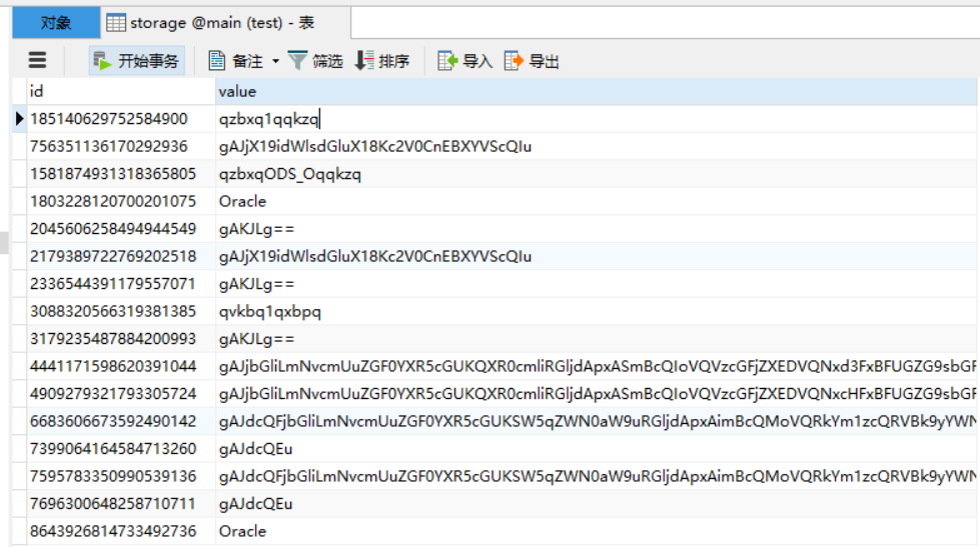 对象 storage @main (test) - 表
开始事务 备注 筛选 排序 导入 导出
id value
185140629752584900 qzbxq1qqkzq
756351136170292936 gAJjX19idWlsdGluX18Kc2V0CnEBXYVScQIu
1581874931318365805 qzbxqODS_Oqqkzq
1803228120700201075 Oracle
2045606258494944549 gAKJLg==
2179389722769202518 gAJjX19idWlsdGluX18Kc2V0CnEBXYVScQIu
2336544391179557071 gAKJLg==
3088320566319381385 qvkbq1qxbpq
3179235487884200993 gAKJLg==
4441171598620391044 gAJjbGliLmNvcmUuZGF0YXR5cGUKQXR0cmliRGljdApxASmBcQIoVQVzcGFjZXEDVQNxd3FxBFUGZG9sbGF
4909279321793305724 gAJjbGliLmNvcmUuZGF0YXR5cGUKQXR0cmliRGljdApxASmBcQIoVQVzcGFjZXEDVQNxcHFxBFUGZG9sbGF
6683606673592490142 gAJdcQFjbGliLmNvcmUuZGF0YXR5cGUKSW5qZWN0aW9uRGljdApxAimBcQMoVQRkYm1zcQRVBk9yYWN
7399064164584713260 gAJdcQEu
7595783350990539136 gAJdcQFjbGliLmNvcmUuZGF0YXR5cGUKSW5qZWN0aW9uRGljdApxAimBcQMoVQRkYm1zcQRVBk9yYWN
7696300648258710711 gAJdcQEu
8643926814733492736 Oracle